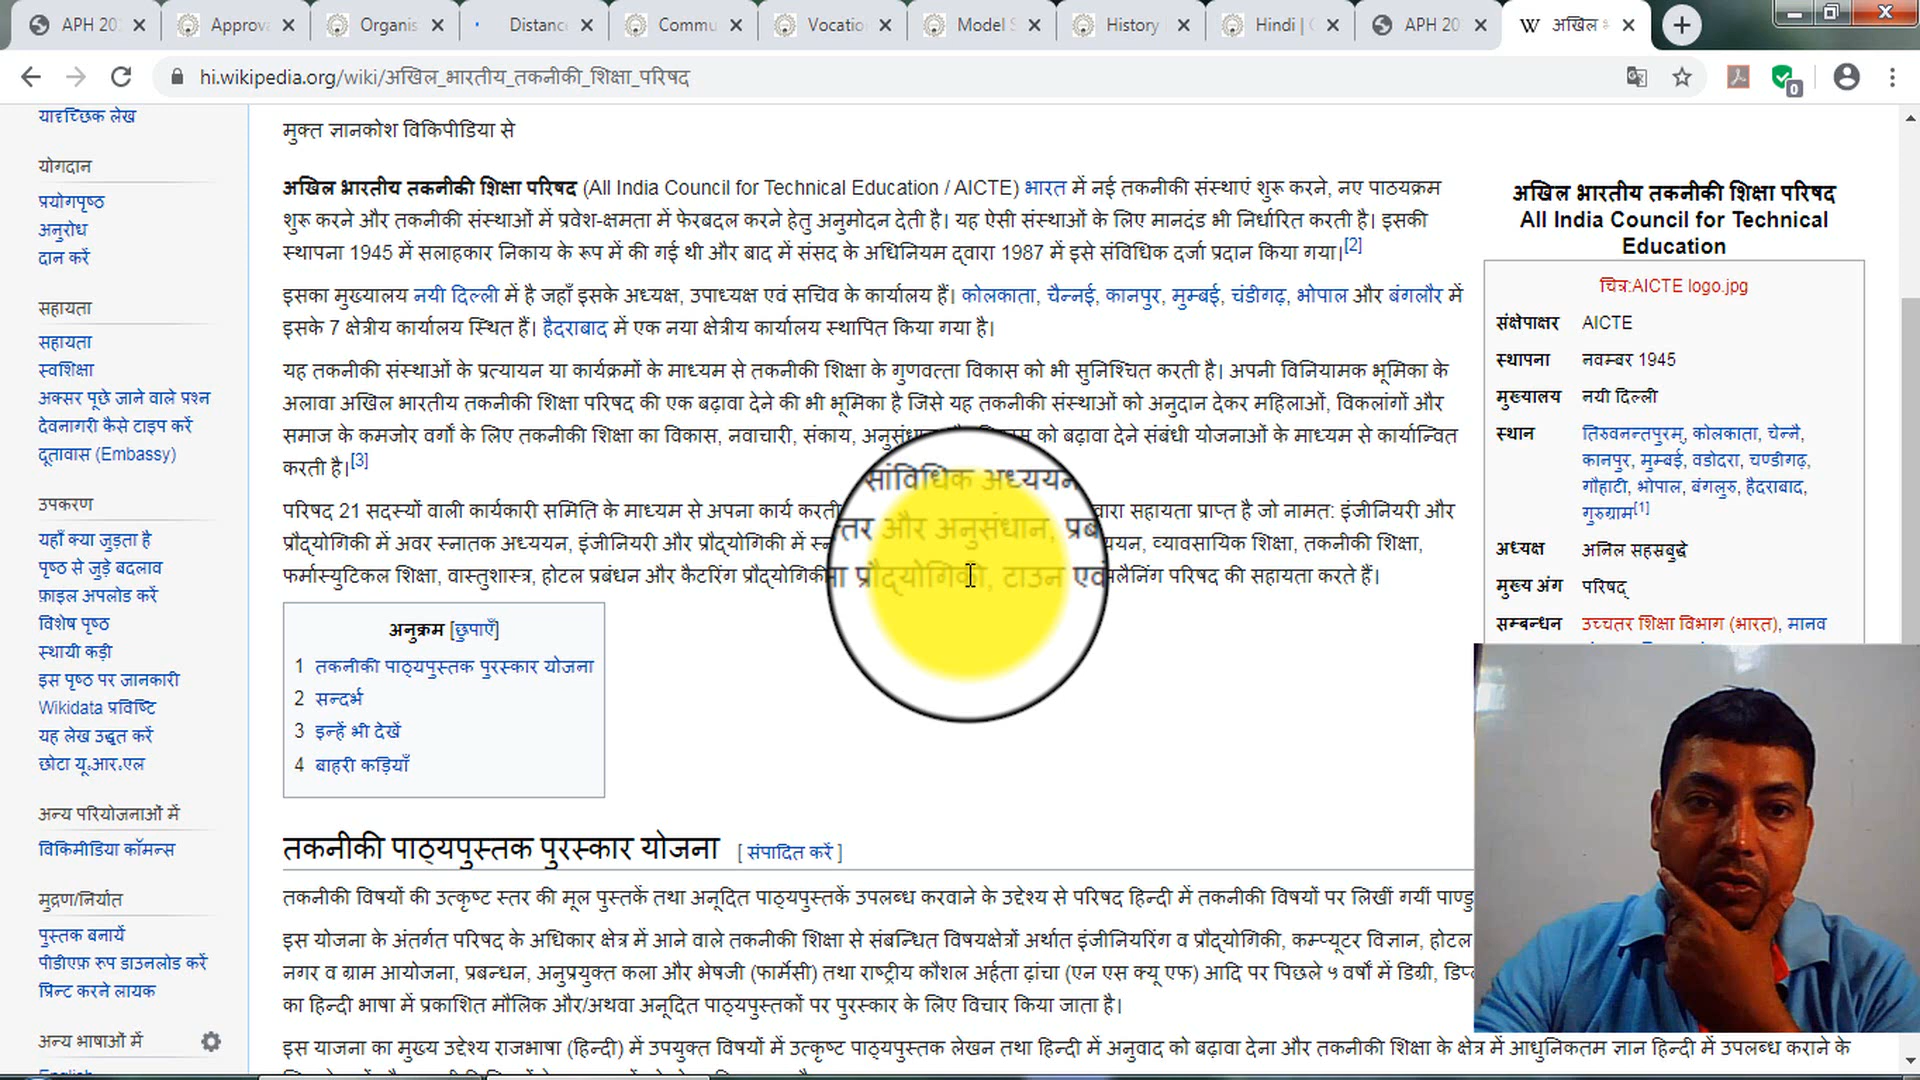 APH 20
Approva
Organis
Distance
Commu
Vocatio
Model S
History
Hindi | C
APH 20
अखिल भ
hi.wikipedia.org/wiki/अखिल_भारतीय_तकनीकी_शिक्षा_परिषद
0
यादृच्छिक लेख
योगदान
प्रयोगपृष्ठ
अनुरोध
दान करें
सहायता
सहायता
स्वशिक्षा
अक्सर पूछे जाने वाले प्रश्न
देवनागरी कैसे टाइप करें
दूतावास (Embassy)
उपकरण
यहाँ क्या जुड़ता है
पृष्ठ से जुड़े बदलाव
फ़ाइल अपलोड करें
विशेष पृष्ठ
स्थायी कड़ी
इस पृष्ठ पर जानकारी
Wikidata प्रविष्टि
यह लेख उद्धृत करें
छोटा यू॰आर॰एल
अन्य परियोजनाओं में
विकिमीडिया कॉमन्स
मुद्रण/निर्यात
पुस्तक बनायें
पीडीएफ़ रूप डाउनलोड करें
प्रिन्ट करने लायक
अन्य भाषाओं में
मुक्त ज्ञानकोश विकिपीडिया से
अखिल भारतीय तकनीकी शिक्षा परिषद (All India Council for Technical Education / AICTE) भारत में नई तकनीकी संस्थाएं शुरू करने, नए पाठयक्रम
शुरू करने और तकनीकी संस्थाओं में प्रवेश-क्षमता में फेरबदल करने हेतु अनुमोदन देती है। यह ऐसी संस्थाओं के लिए मानदंड भी निर्धारित करती है। इसकी
स्थापना 1945 में सलाहकार निकाय के रूप में की गई थी और बाद में संसद के अधिनियम द्वारा 1987 में इसे संविधिक दर्जा प्रदान किया गया।[2]
इसका मुख्यालय नयी दिल्ली में है जहाँ इसके अध्यक्ष, उपाध्यक्ष एवं सचिव के कार्यालय हैं। कोलकाता, चैन्नई, कानपुर, मुम्बई, चंडीगढ़, भोपाल और बंगलौर में
इसके 7 क्षेत्रीय कार्यालय स्थित हैं। हैदराबाद में एक नया क्षेत्रीय कार्यालय स्थापित किया गया है।
यह तकनीकी संस्थाओं के प्रत्यायन या कार्यक्रमों के माध्यम से तकनीकी शिक्षा के गुणवत्ता विकास को भी सुनिश्चित करती है। अपनी विनियामक भूमिका के
अलावा अखिल भारतीय तकनीकी शिक्षा परिषद की एक बढ़ावा देने की भी भूमिका है जिसे यह तकनीकी संस्थाओं को अनुदान देकर महिलाओं, विकलांगों और
समाज के कमजोर वर्गों के लिए तकनीकी शिक्षा का विकास, नवाचारी, संकाय, को बढ़ावा देने संबंधी योजनाओं के माध्यम से कार्यान्वित
करती है।[3]
परिषद 21 सदस्यों वाली कार्यकारी समिति के माध्यम से अपना कार्य करती सहायता प्राप्त है जो नामत: इंजीनियरी और
प्रौद्योगिकी में अवर स्नातक अध्ययन, इंजीनियरी और प्रौद्योगिकी में व्यावसायिक शिक्षा, तकनीकी शिक्षा,
फर्मास्युटिकल शिक्षा, वास्तुशास्त्र, होटल प्रबंधन और कैटरिंग प्रौद्योगिकी परिषद की सहायता करते हैं।
सांविधिक अध्ययन
और अनुसंधान,
प्रौद्योगिकी, टाउन एवं
अनुक्रम [छुपाएँ]
1 तकनीकी पाठ्यपुस्तक पुरस्कार योजना
2 सन्दर्भ
3 इन्हें भी देखें
4 बाहरी कड़ियाँ
तकनीकी पाठ्यपुस्तक पुरस्कार योजना [ संपादित करें ]
तकनीकी विषयों की उत्कृष्ट स्तर की मूल पुस्तकें तथा अनूदित पाठ्यपुस्तकें उपलब्ध करवाने के उद्देश्य से परिषद हिन्दी में तकनीकी विषयों पर लिखीं गयीं
इस योजना के अंतर्गत परिषद के अधिकार क्षेत्र में आने वाले तकनीकी शिक्षा से संबन्धित विषयक्षेत्रों अर्थात इंजीनियरिंग व प्रौद्योगिकी, कम्प्यूटर विज्ञान, होटल
नगर व ग्राम आयोजना, प्रबन्धन, अनुप्रयुक्त कला और भेषजी (फार्मेसी) तथा राष्ट्रीय कौशल अर्हता ढ़ांचा (एन एस क्यू एफ) आदि पर पिछले ५ वर्षों में डिग्री,
का हिन्दी भाषा में प्रकाशित मौलिक और/अथवा अनूदित पाठ्यपुस्तकों पर पुरस्कार के लिए विचार किया जाता है।
इस याजना का मुख्य उद्देश्य राजभाषा (हिन्दी) में उपयुक्त विषयों में उत्कृष्ट पाठ्यपुस्तक लेखन तथा हिन्दी में अनुवाद को बढ़ावा देना और तकनीकी शिक्षा के क्षेत्र में आधुनिकतम ज्ञान हिन्दी में उपलब्ध कराने के
अखिल भारतीय तकनीकी शिक्षा परिषद
All India Council for Technical
Education
चित्र:AICTE logo.jpg
संक्षेपाक्षर AICTE
स्थापना नवम्बर 1945
मुख्यालय नयी दिल्ली
स्थान तिरुवनन्तपुरम्, कोलकाता, चेन्नै,
कानपुर, मुम्बई, वडोदरा, चण्डीगढ़,
गौहाटी, भोपाल, बंगलुरु, हैदराबाद,
गुरुग्राम[1]
अध्यक्ष अनिल सहस्रबुद्धे
मुख्य अंग परिषद्
सम्बन्धन उच्चतर शिक्षा विभाग (भारत), मानव